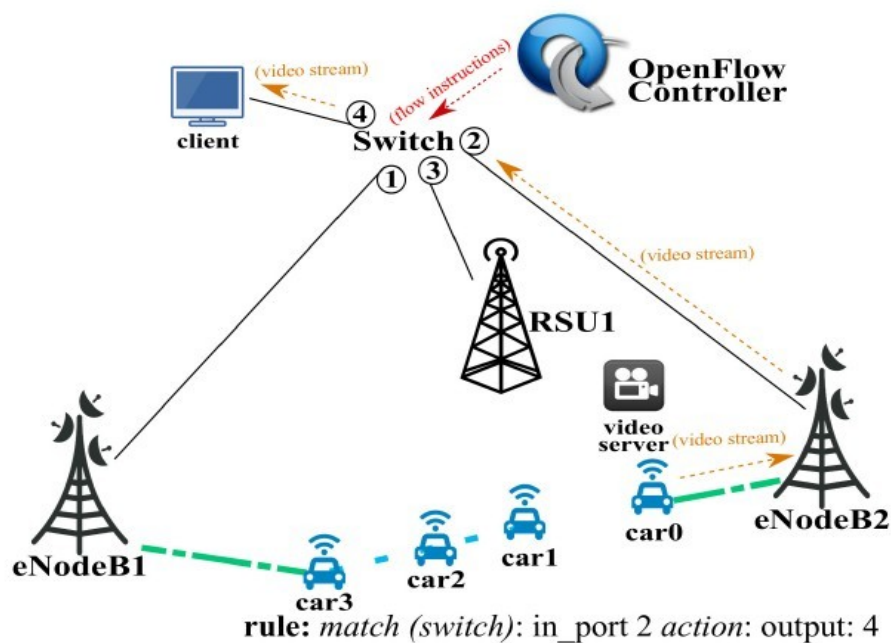 (video stream)
(flow instructions)
OpenFlow
Controller
client
4
Switch
2
1
3
(video stream)
RSU1
video
server
(video stream)
eNodeB2
car0
eNodeB1
car3
car2
car1
rule: match (switch): in_port 2 action: output: 4